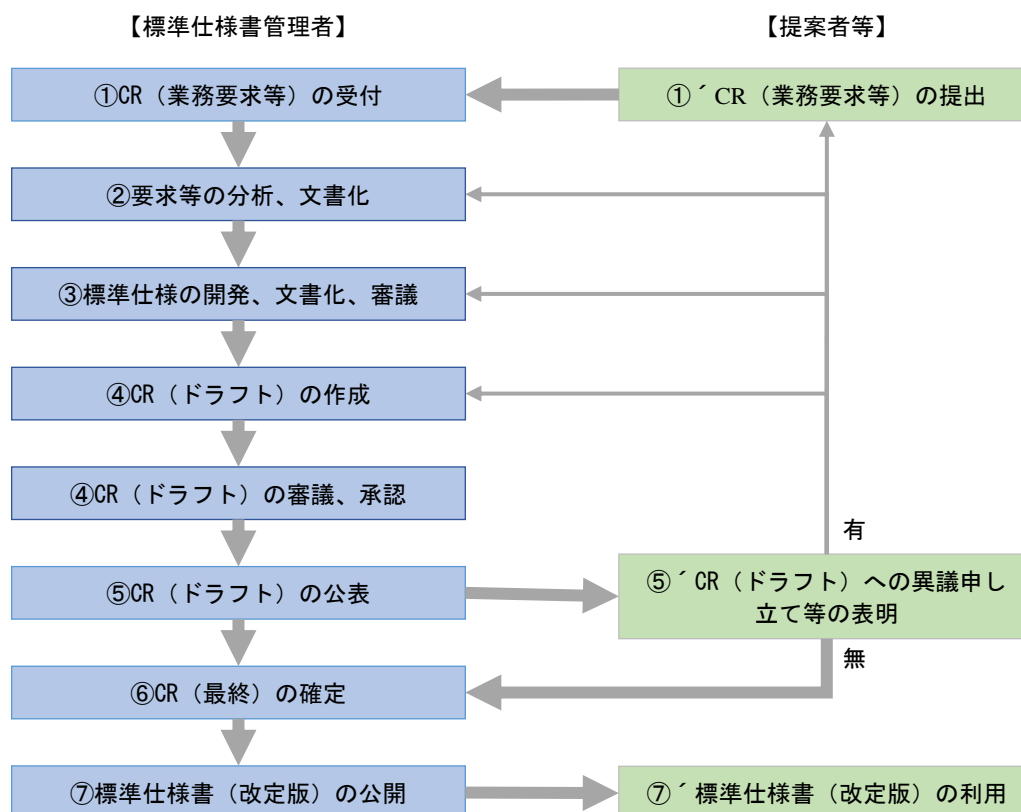 【標準仕様書管理者】
【提案者等】
①CR（業務要求等）の受付
①´CR（業務要求等）の提出
②要求等の分析、文書化
③標準仕様の開発、文書化、審議
④CR（ドラフト）の作成
④CR（ドラフト）の審議、承認
有
⑤CR（ドラフト）の公表
⑤´CR（ドラフト）への異議申し
立て等の表明
無
⑥CR（最終）の確定
⑦標準仕様書（改定版）の公開
⑦´標準仕様書（改定版）の利用